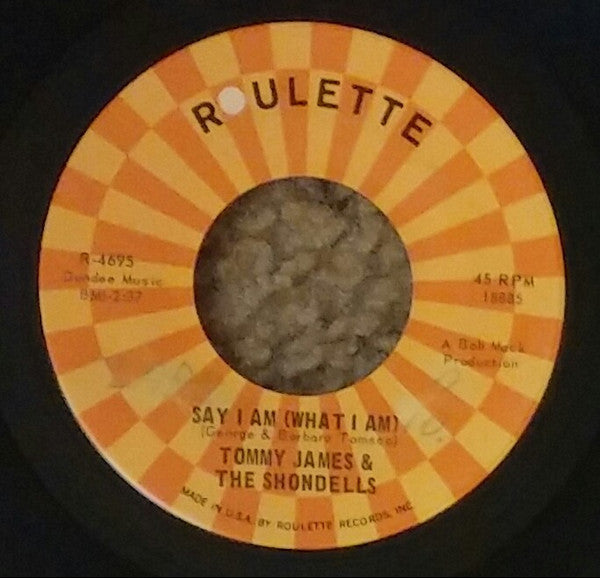 ROULETTE
R-4695
Dundee Music
BMI-2:37
45 RPM
15885
A Bob Mack
Production
SAY I AM (WHAT I AM)
(George & Barbara Tomsco)
TOMMY JAMES &
THE SHONDELLS
MADE IN U.S.A. BY ROULETTE RECORDS, INC